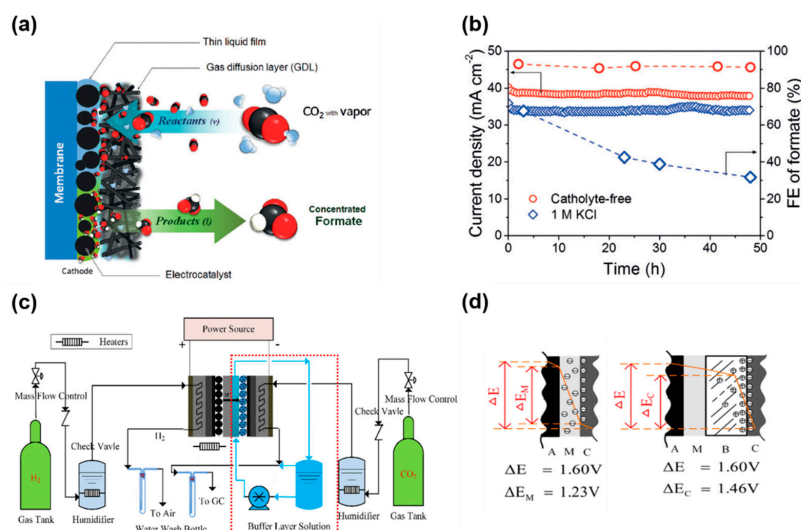 (a)
Thin liquid film
Gas diffusion layer (GDL)
CO2 with vapor
Reactants (v)
Membrane
Concentrated
Formate
Products (l)
Cathode
Electrocatalyst
(b)
Current density (mA cm-2)
FE of formate (%)
50
45
40
35
30
25
20
15
10
5
0
100
80
60
40
20
0
Catholyte-free
1 M KCl
0 10 20 30 40 50
Time (h)
(c)
Power Source
+ -
Heaters
Mass Flow Control
Mass Flow Control
Check Vavle
Check Vavle
H2
H2
CO2
To Air
To GC
Gas Tank
Humidifier
Water Wash Bottle
Buffer Layer Solution
Humidifier
Gas Tank
(d)
ΔE
ΔEM
A M C
ΔE = 1.60V
ΔEM = 1.23V
ΔE
ΔEC
A M B C
ΔE = 1.60V
ΔEC = 1.46V